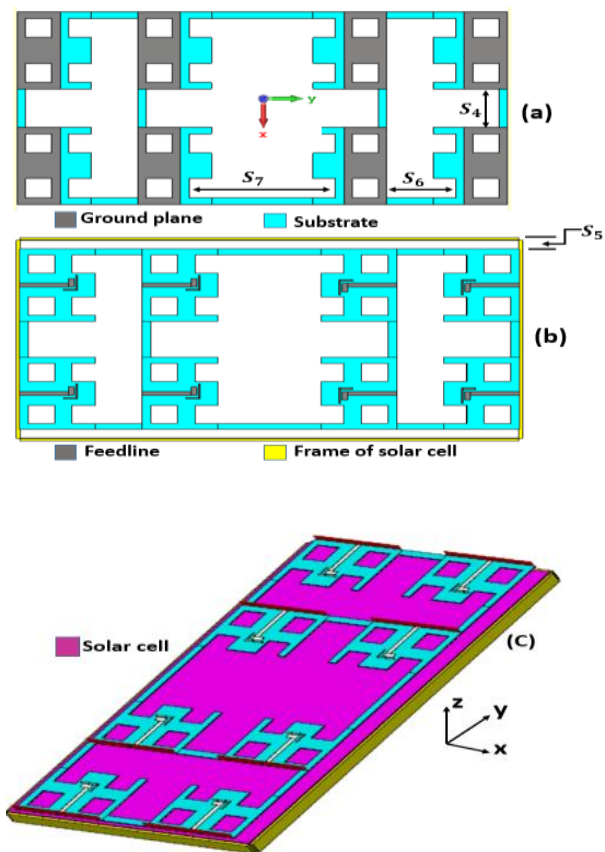 y
x
S₄
(a)
S₇
S₆
Ground plane
Substrate
S₅
(b)
Feedline
Frame of solar cell
Solar cell
(C)
z
y
x